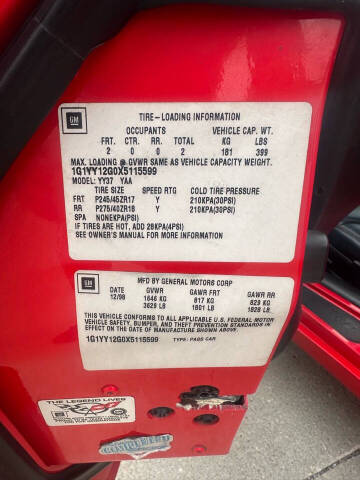 GM
TIRE-LOADING INFORMATION
OCCUPANTS VEHICLE CAP. WT.
FRT. CTR. RR. TOTAL KG LBS
2 0 0 2 181 399
MAX. LOADING @ GVWR SAME AS VEHICLE CAPACITY WEIGHT.
1G1YY12G0X5115599
MODEL: YY37 YAA
TIRE SIZE SPEED RTG COLD TIRE PRESSURE
FRT P245/45ZR17 Y 210KPA(30PSI)
RR P275/40ZR18 Y 210KPA(30PSI)
SPA NONEKPA(PSI)
IF TIRES ARE HOT, ADD 28KPA(4PSI)
SEE OWNER'S MANUAL FOR MORE INFORMATION
GM
MFD BY GENERAL MOTORS CORP
DATE GVWR GAWR FRT GAWR RR
12/98 1646 KG 817 KG 829 KG
3629 LB 1801 LB 1828 LB
THIS VEHICLE CONFORMS TO ALL APPLICABLE U.S. FEDERAL MOTOR
VEHICLE SAFETY, BUMPER, AND THEFT PREVENTION STANDARDS IN
EFFECT ON THE DATE OF MANUFACTURE SHOWN ABOVE.
1G1YY12G0X5115599 TYPE: PASS CAR
THE LEGEND LIVES